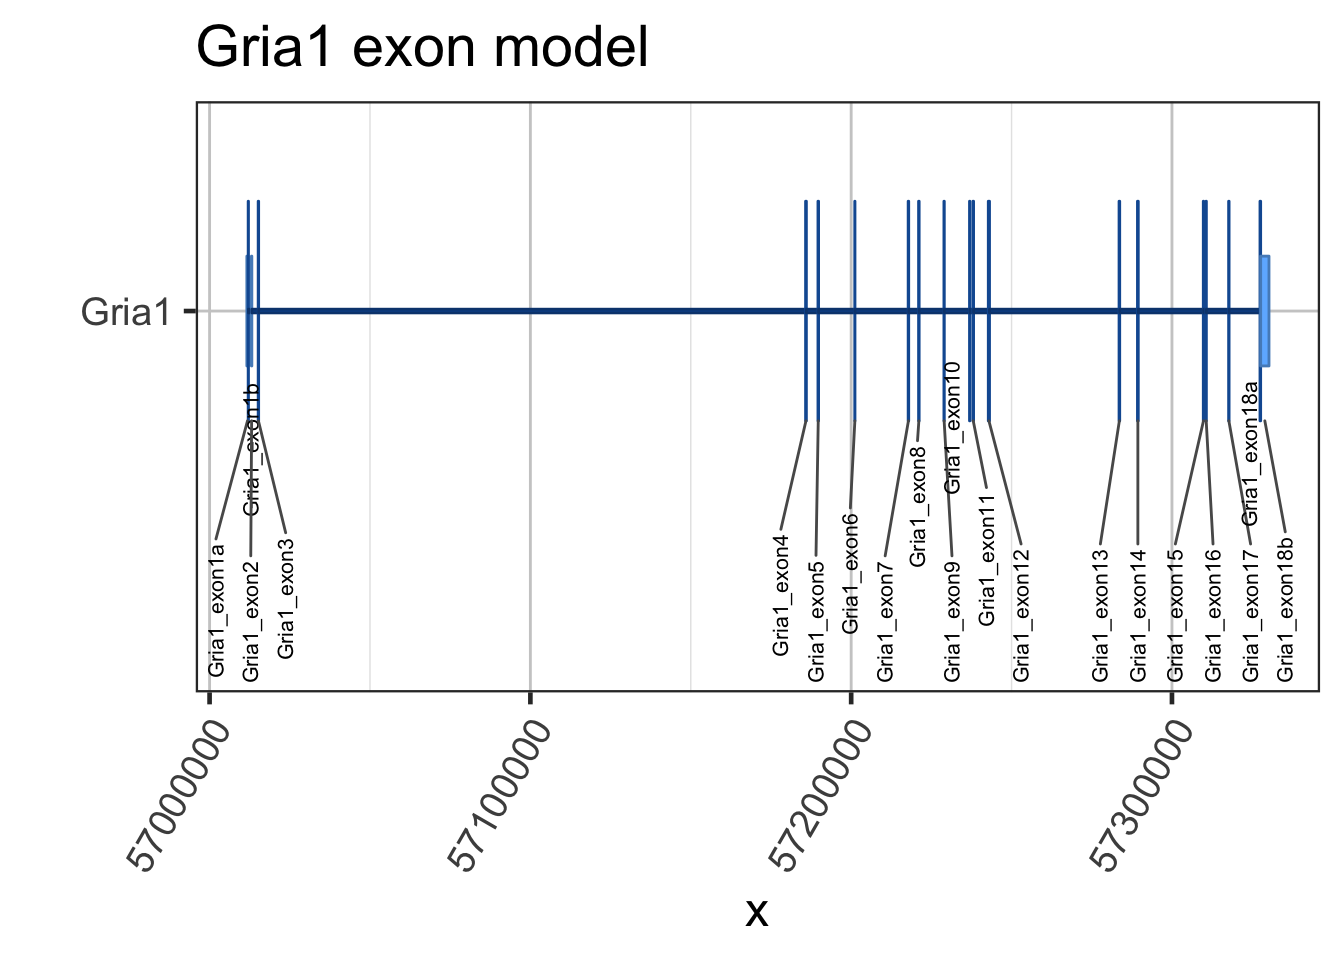 Gria1 exon model
Gria1
Gria1_exon1a
Gria1_exon1b
Gria1_exon2
Gria1_exon3
Gria1_exon4
Gria1_exon5
Gria1_exon6
Gria1_exon7
Gria1_exon8
Gria1_exon9
Gria1_exon10
Gria1_exon11
Gria1_exon12
Gria1_exon13
Gria1_exon14
Gria1_exon15
Gria1_exon16
Gria1_exon17
Gria1_exon18a
Gria1_exon18b
57000000
57100000
57200000
57300000
x